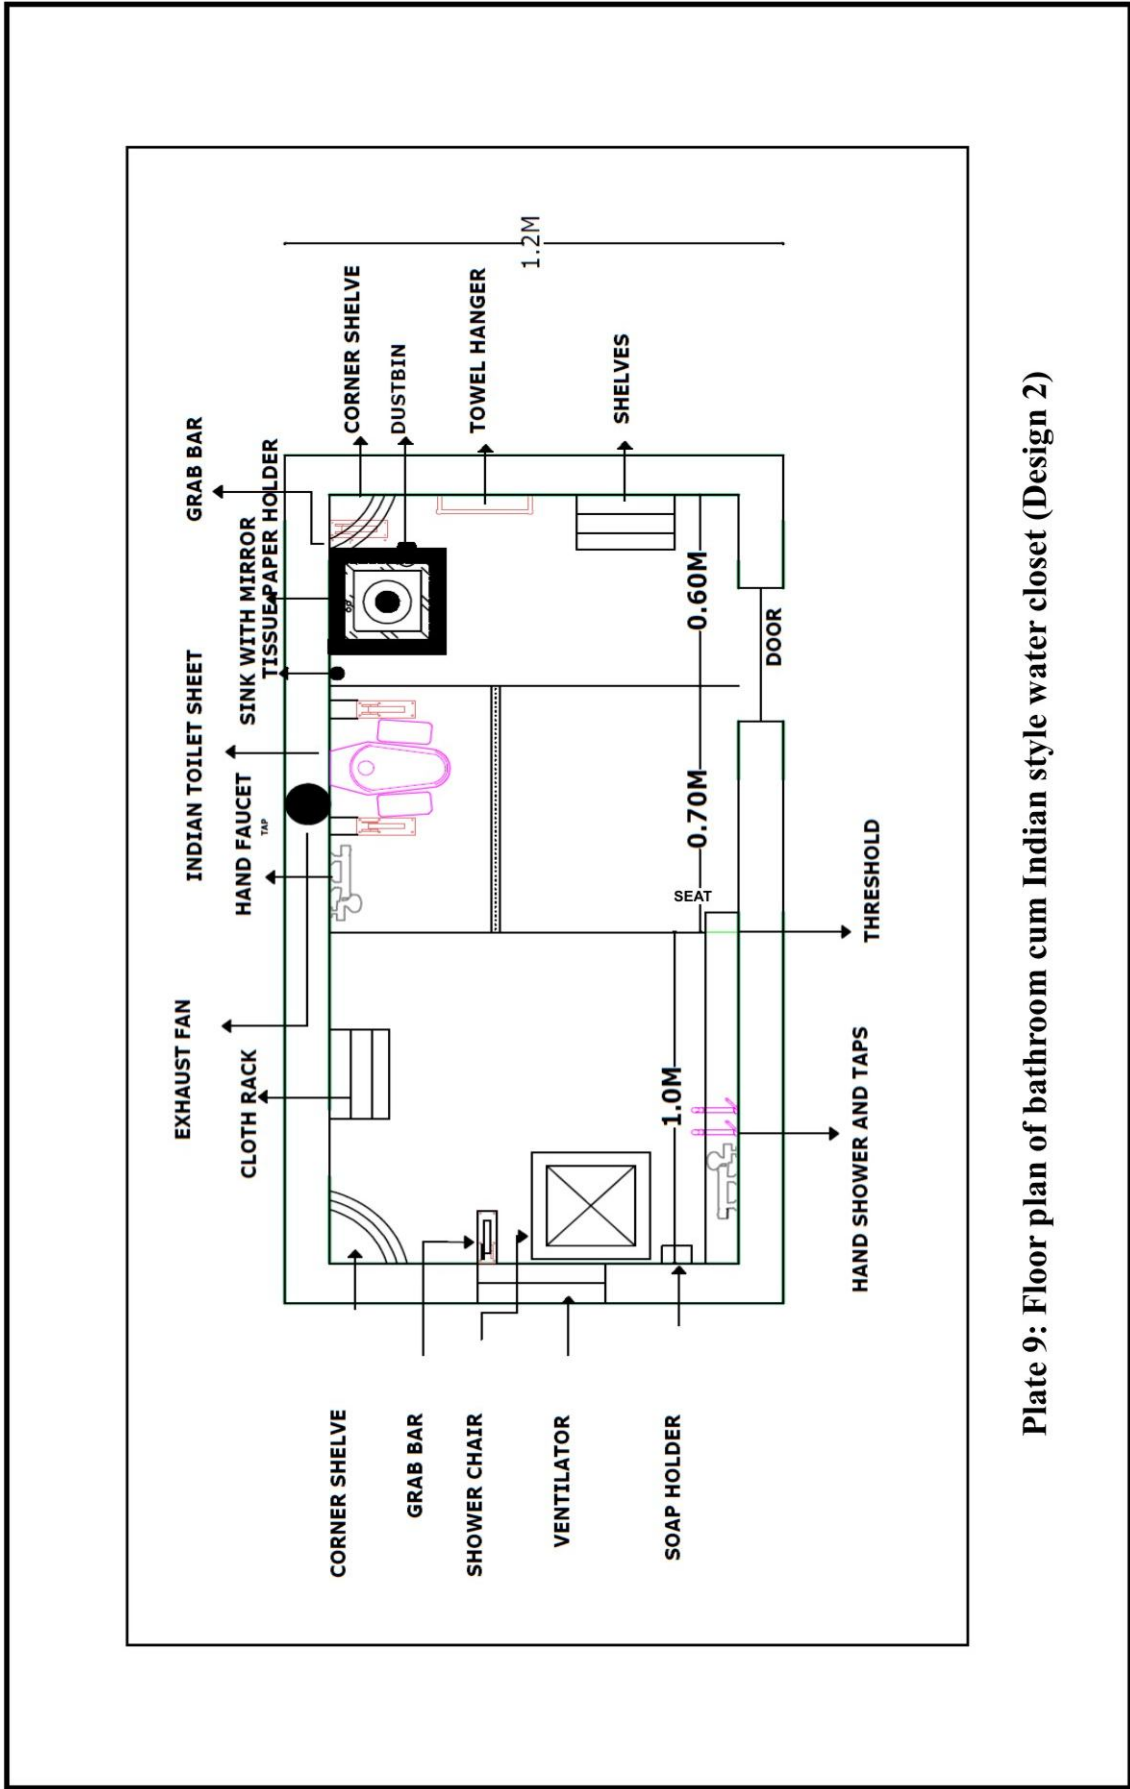 EXHAUST FAN
INDIAN TOILET SHEET
GRAB BAR
CLOTH RACK
HAND FAUCET
TAP
SINK WITH MIRROR
TISSUE PAPER HOLDER
CORNER SHELVE
CORNER SHELVE
DUSTBIN
GRAB BAR
SHOWER CHAIR
TOWEL HANGER
1.2M
VENTILATOR
SHELVES
SOAP HOLDER
1.0M
SEAT
0.70M
0.60M
DOOR
HAND SHOWER AND TAPS
THRESHOLD
Plate 9: Floor plan of bathroom cum Indian style water closet (Design 2)